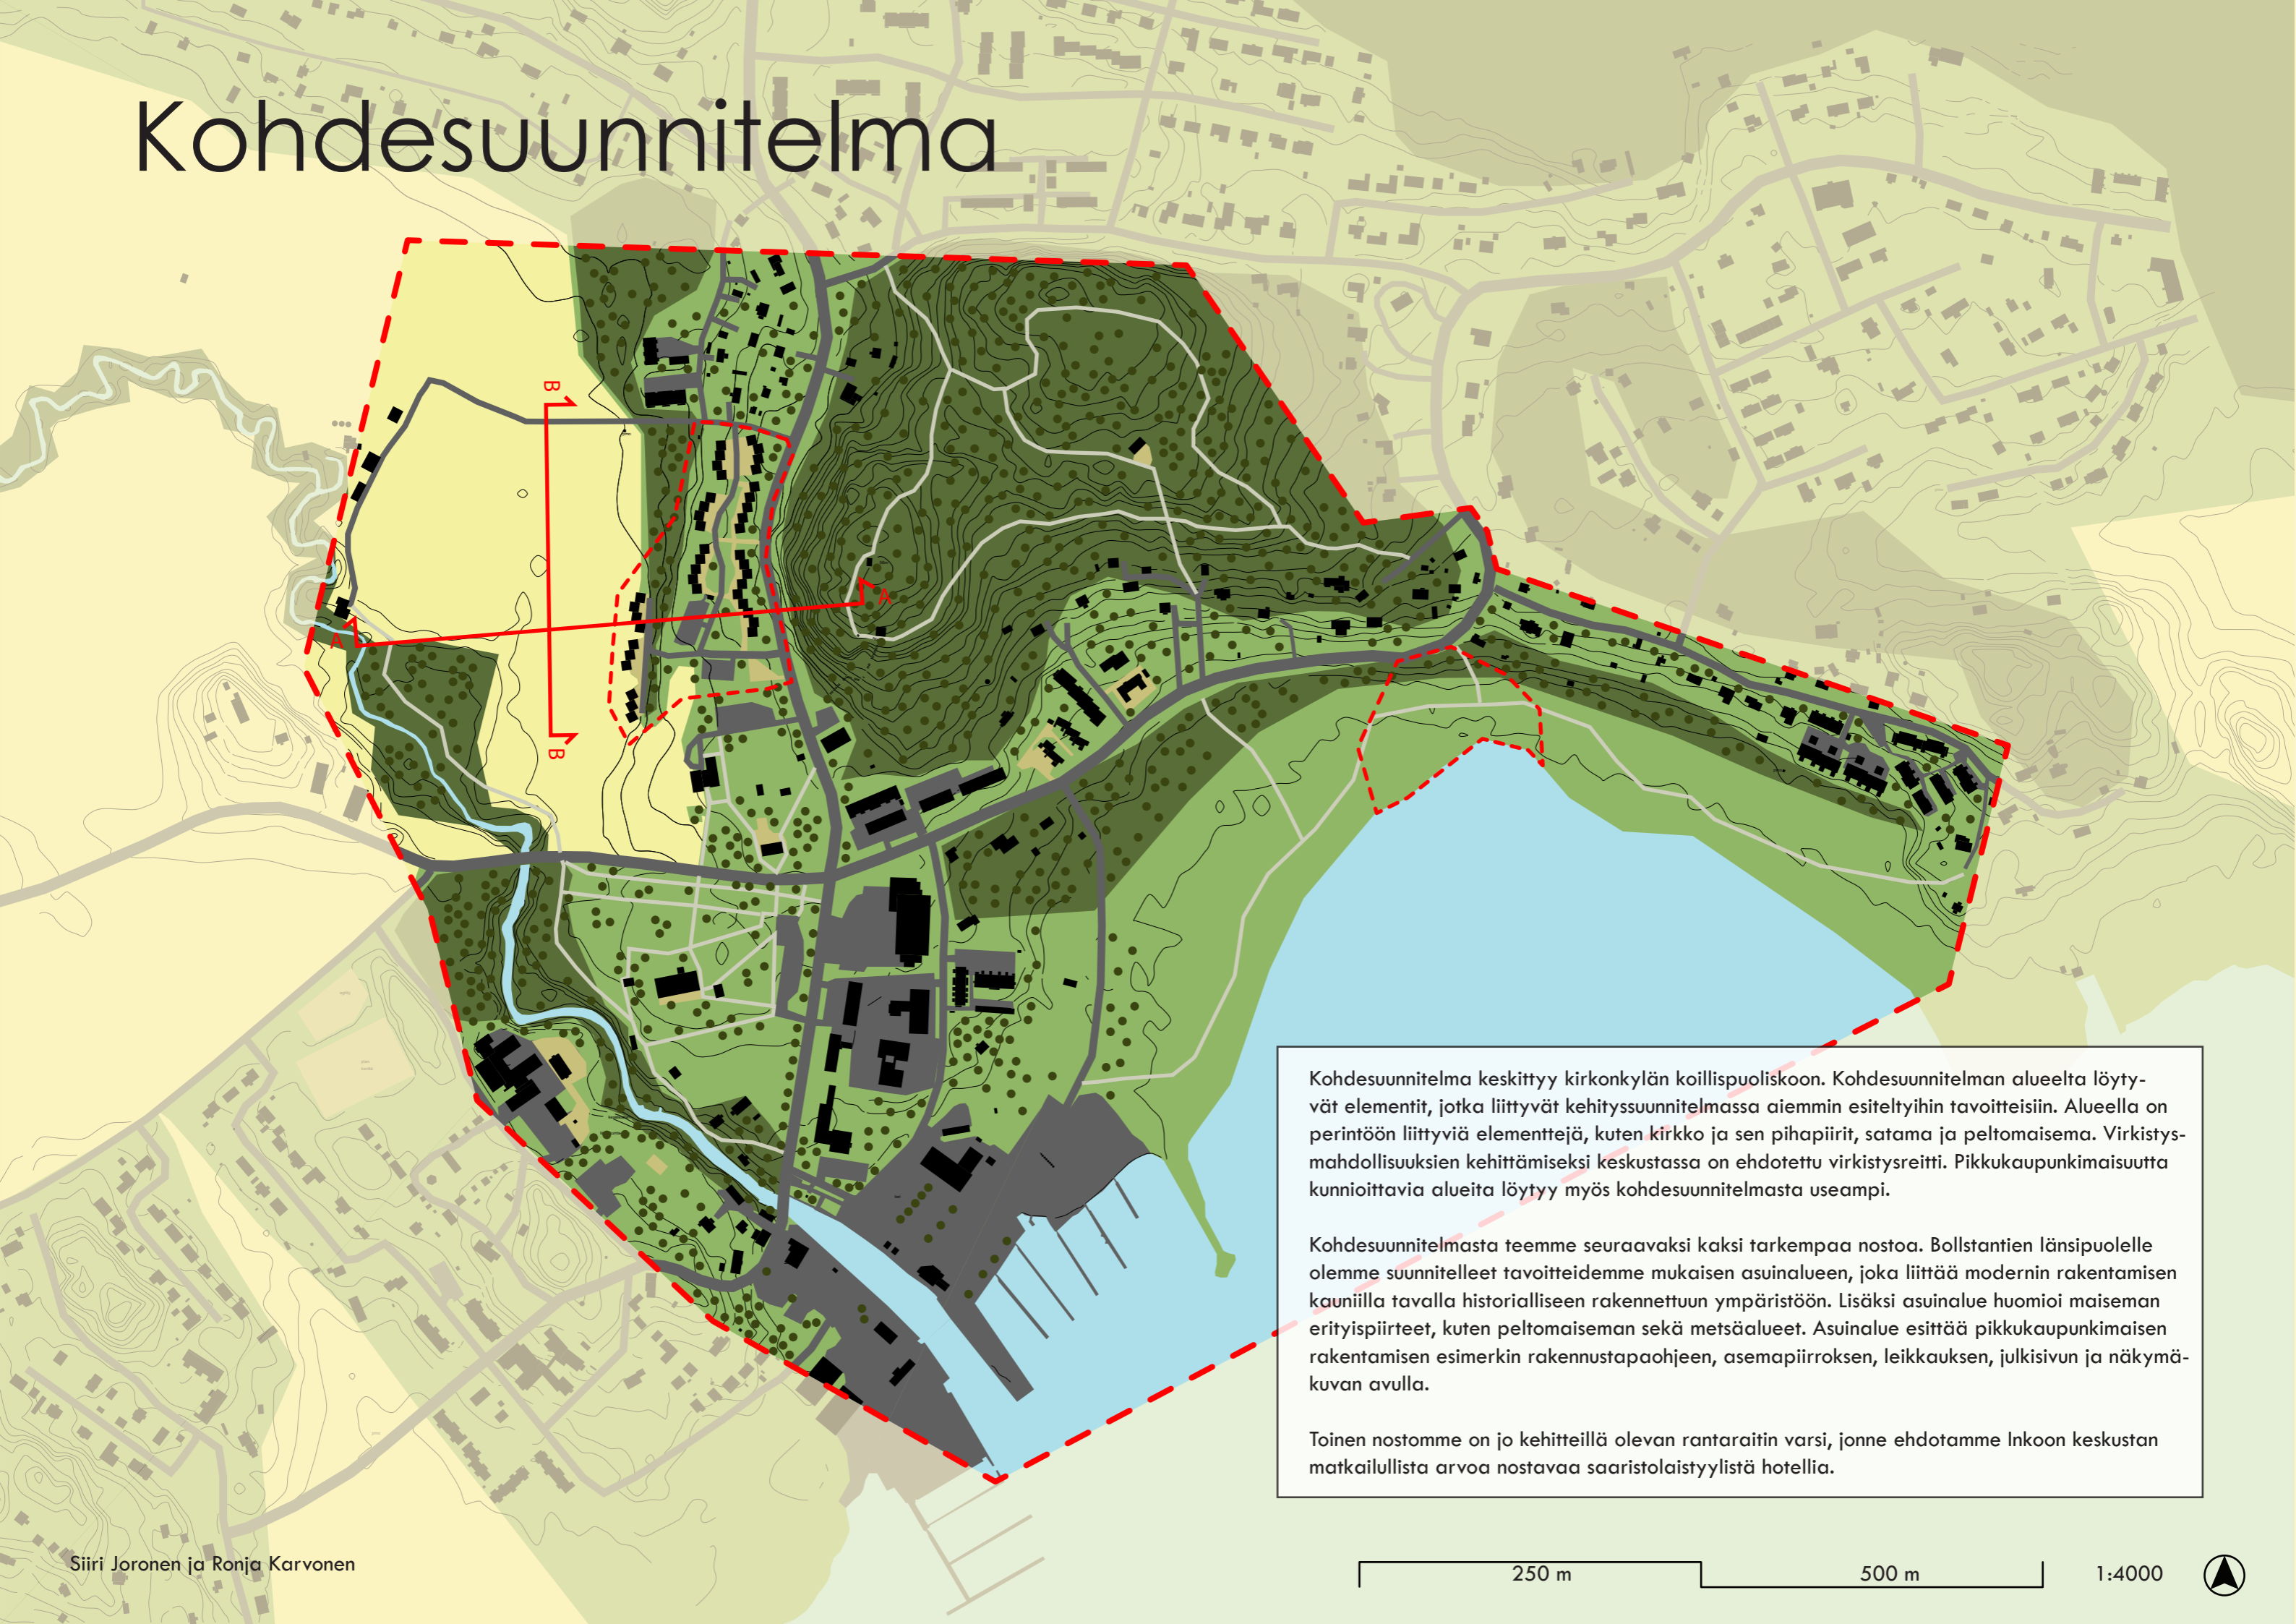 Kohdesuunnitelma
B
A
A
B
Kohdesuunnitelma keskittyy kirkonkylän koillispuoliskoon. Kohdesuunnitelman alueelta löyty-
vät elementit, jotka liittyvät kehityssuunnitelmassa aiemmin esiteltyihin tavoitteisiin. Alueella on
perintöön liittyviä elementtejä, kuten kirkko ja sen pihapiirit, satama ja peltomaisema. Virkistys-
mahdollisuuksien kehittämiseksi keskustassa on ehdotettu virkistysreitti. Pikkukaupunkimaisuutta
kunnioittavia alueita löytyy myös kohdesuunnitelmasta useampi.
Kohdesuunnitelmasta teemme seuraavaksi kaksi tarkempaa nostoa. Bollstantien länsipuolelle
olemme suunnitelleet tavoitteidemme mukaisen asuinalueen, joka liittää modernin rakentamisen
kauniilla tavalla historialliseen rakennettuun ympäristöön. Lisäksi asuinalue huomioi maiseman
erityispiirteet, kuten peltomaiseman sekä metsäalueet. Asuinalue esittää pikkukaupunkimaisen
rakentamisen esimerkin rakennustapaohjeen, asemapiirroksen, leikkauksen, julkisivun ja näkymä-
kuvan avulla.
Toinen nostomme on jo kehitteillä olevan rantaraitin varsi, jonne ehdotamme Inkoon keskustan
matkailullista arvoa nostavaa saaristolaistyylistä hotellia.
Siiri Joronen ja Ronja Karvonen
250 m
500 m
1:4000